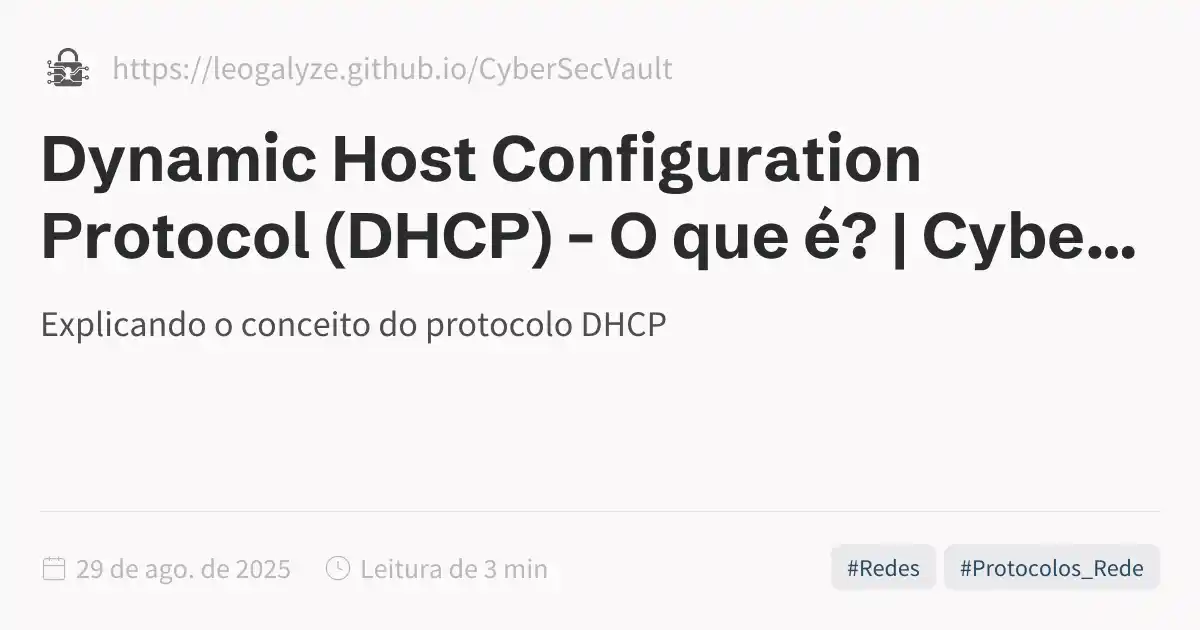 https://leogalyze.github.io/CyberSecVault
Dynamic Host Configuration
Protocol (DHCP) - O que é? | Cybe...
Explicando o conceito do protocolo DHCP
29 de ago. de 2025 Leitura de 3 min #Redes #Protocolos_Rede